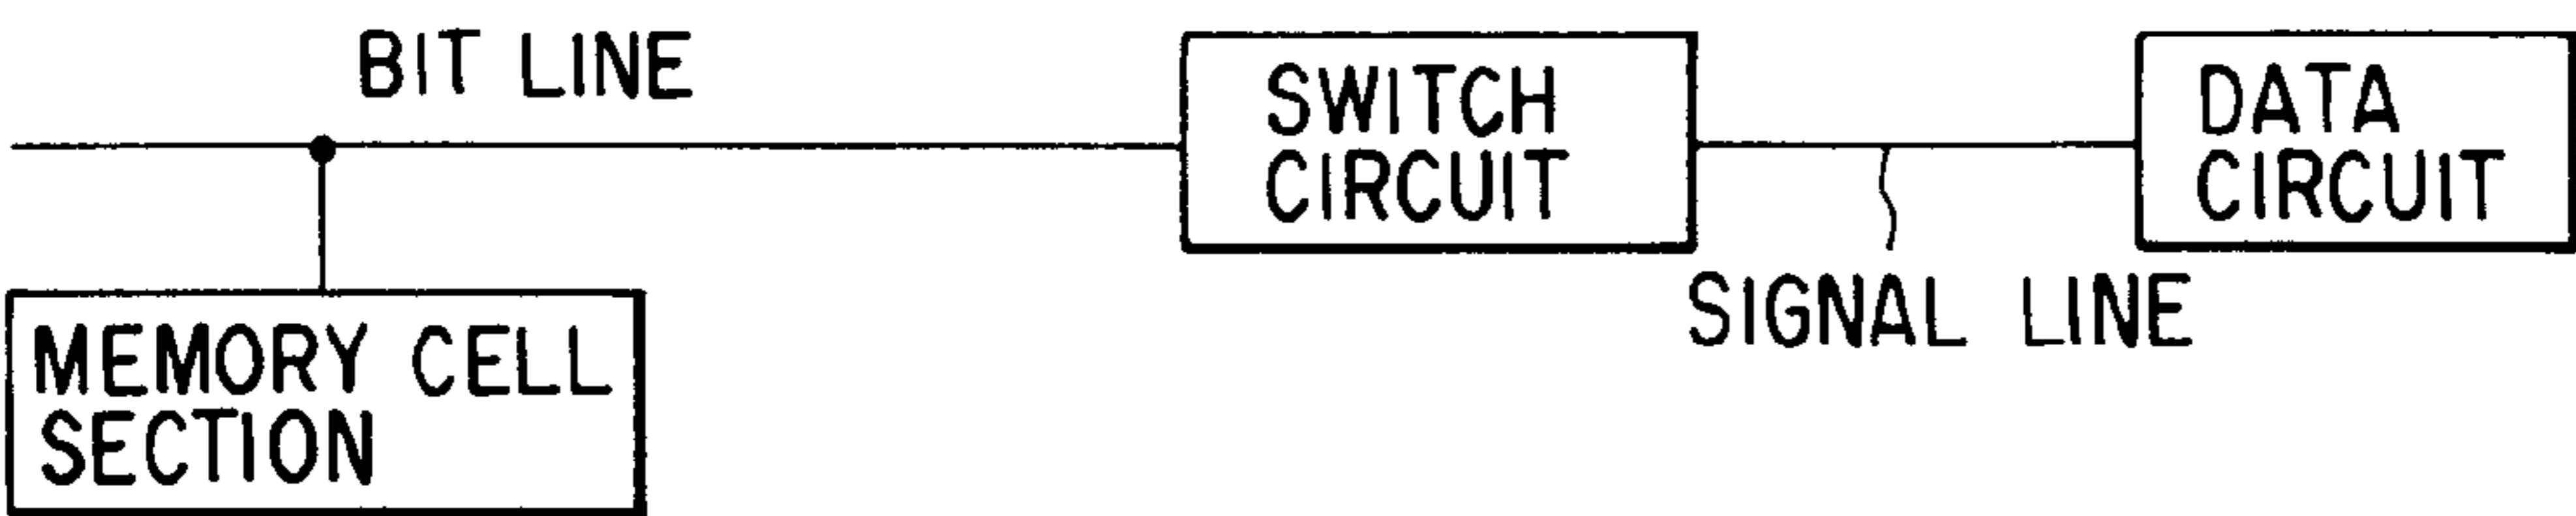 BIT LINE
SWITCH
CIRCUIT
DATA
CIRCUIT
SIGNAL LINE
MEMORY CELL
SECTION